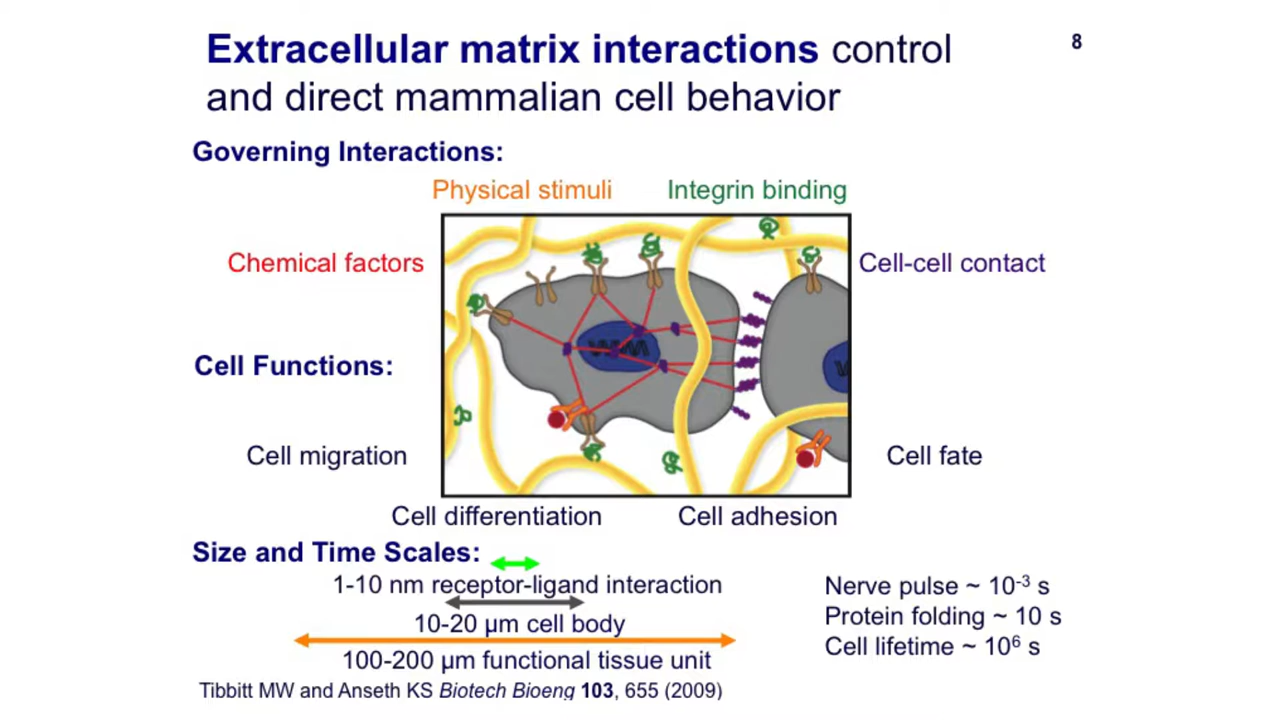 Extracellular matrix interactions control
and direct mammalian cell behavior
8
Governing Interactions:
Physical stimuli
Integrin binding
Chemical factors
Cell-cell contact
Cell Functions:
Cell migration
Cell fate
Cell differentiation
Cell adhesion
Size and Time Scales:
1-10 nm receptor-ligand interaction
10-20 µm cell body
100-200 µm functional tissue unit
Nerve pulse ~ 10⁻³ s
Protein folding ~ 10 s
Cell lifetime ~ 10⁶ s
Tibbitt MW and Anseth KS Biotech Bioeng 103, 655 (2009)